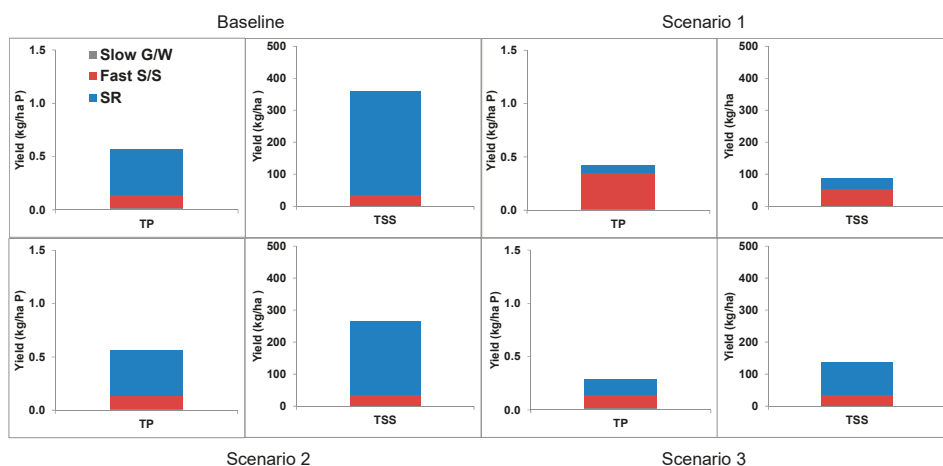 Baseline
Scenario 1
Yield (kg/ha P)
1.5
1.0
0.5
0.0
Slow G/W
Fast S/S
SR
TP
Yield (kg/ha )
500
400
300
200
100
0
TSS
Yield (kg/ha P)
1.5
1.0
0.5
0.0
TP
Yield (kg/ha
500
400
300
200
100
0
TSS
Yield (kg/ha P)
1.5
1.0
0.5
0.0
TP
Yield (kg/ha )
500
400
300
200
100
0
TSS
Yield (kg/ha P)
1.5
1.0
0.5
0.0
TP
Yield (kg/ha)
500
400
300
200
100
0
TSS
Scenario 2
Scenario 3